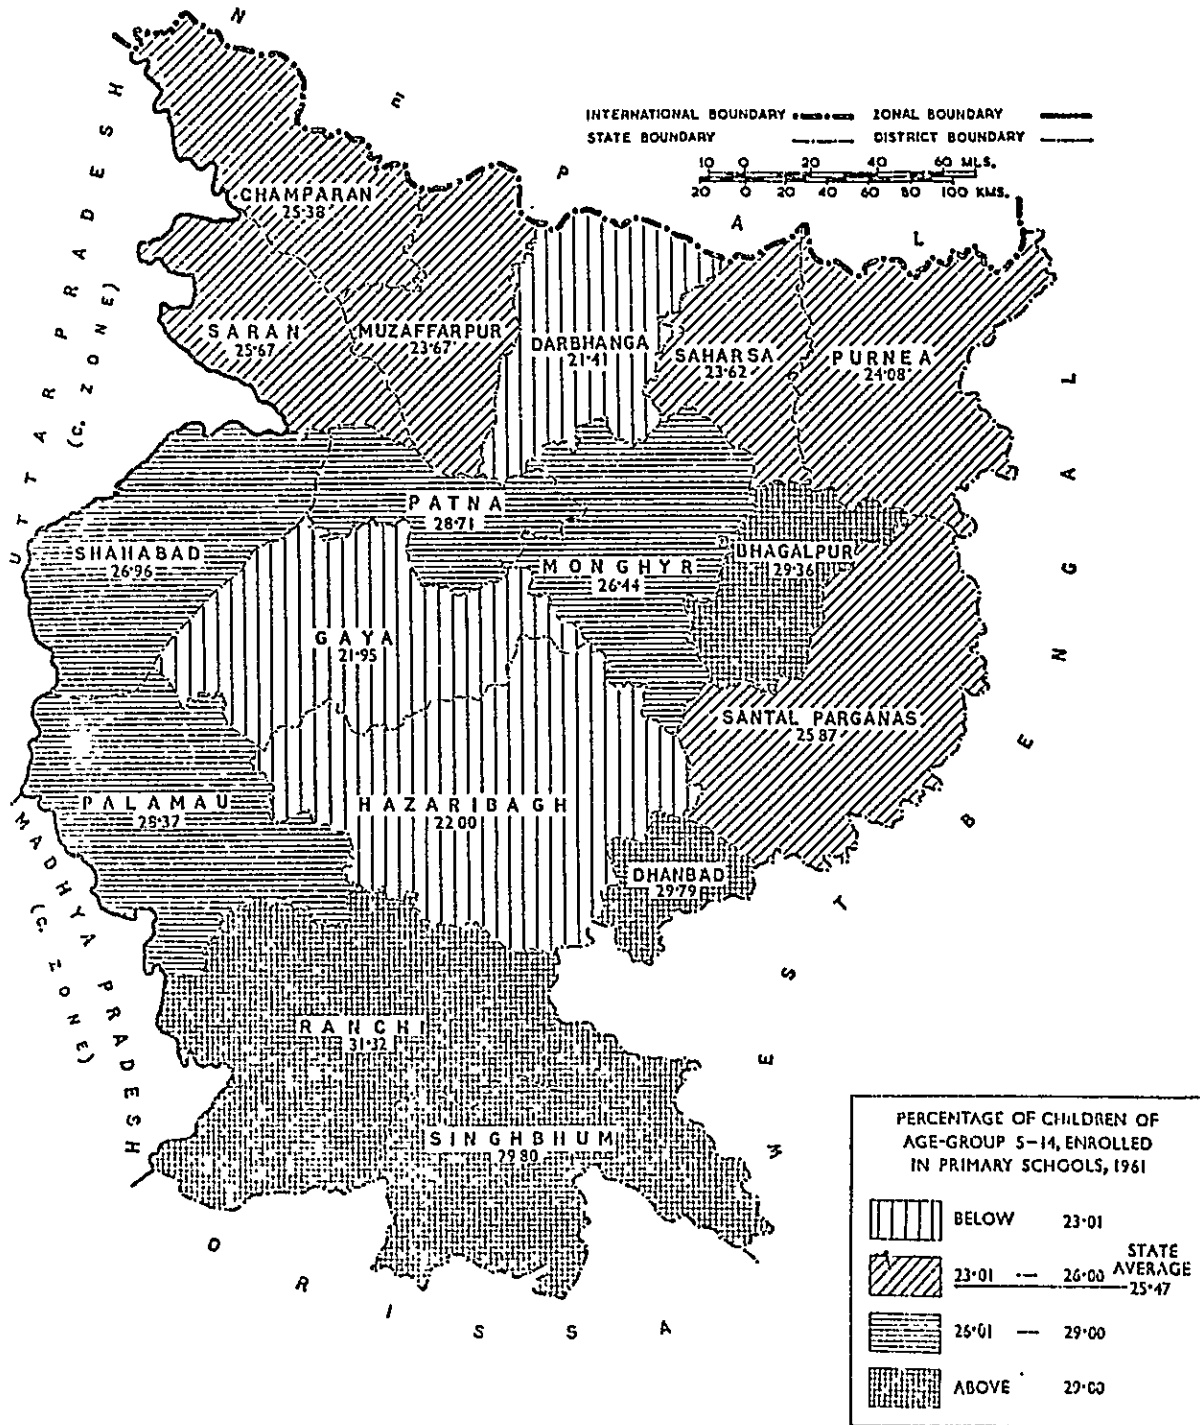 N E P A L
INTERNATIONAL BOUNDARY
ZONAL BOUNDARY
STATE BOUNDARY
DISTRICT BOUNDARY
10 0 20 40 60 MLS.
20 0 20 40 60 80 100 KMS.
UTTAR PRADESH
(C. ZONE)
CHAMPARAN
25·38
SARAN
25·67
MUZAFFARPUR
23·67
DARBHANGA
21·41
SAHARSA
23·62
PURNEA
24·08
PATNA
28·71
SHAHABAD
26·96
MONGHYR
26·44
BHAGALPUR
29·36
GAYA
21·95
SANTAL PARGANAS
25 87
PALAMAU
28·37
HAZARIBAGH
22 00
DHANBAD
29·79
RANCHI
31·32
SINGHBHUM
29 80
MADHYA PRADESH
(C. ZONE)
WEST BENGAL
ORISSA
PERCENTAGE OF CHILDREN OF
AGE-GROUP 5–14, ENROLLED
IN PRIMARY SCHOOLS, 1961
BELOW 23·01
23·01 — 26·00
STATE
AVERAGE
25·47
26·01 — 29·00
ABOVE 29·00